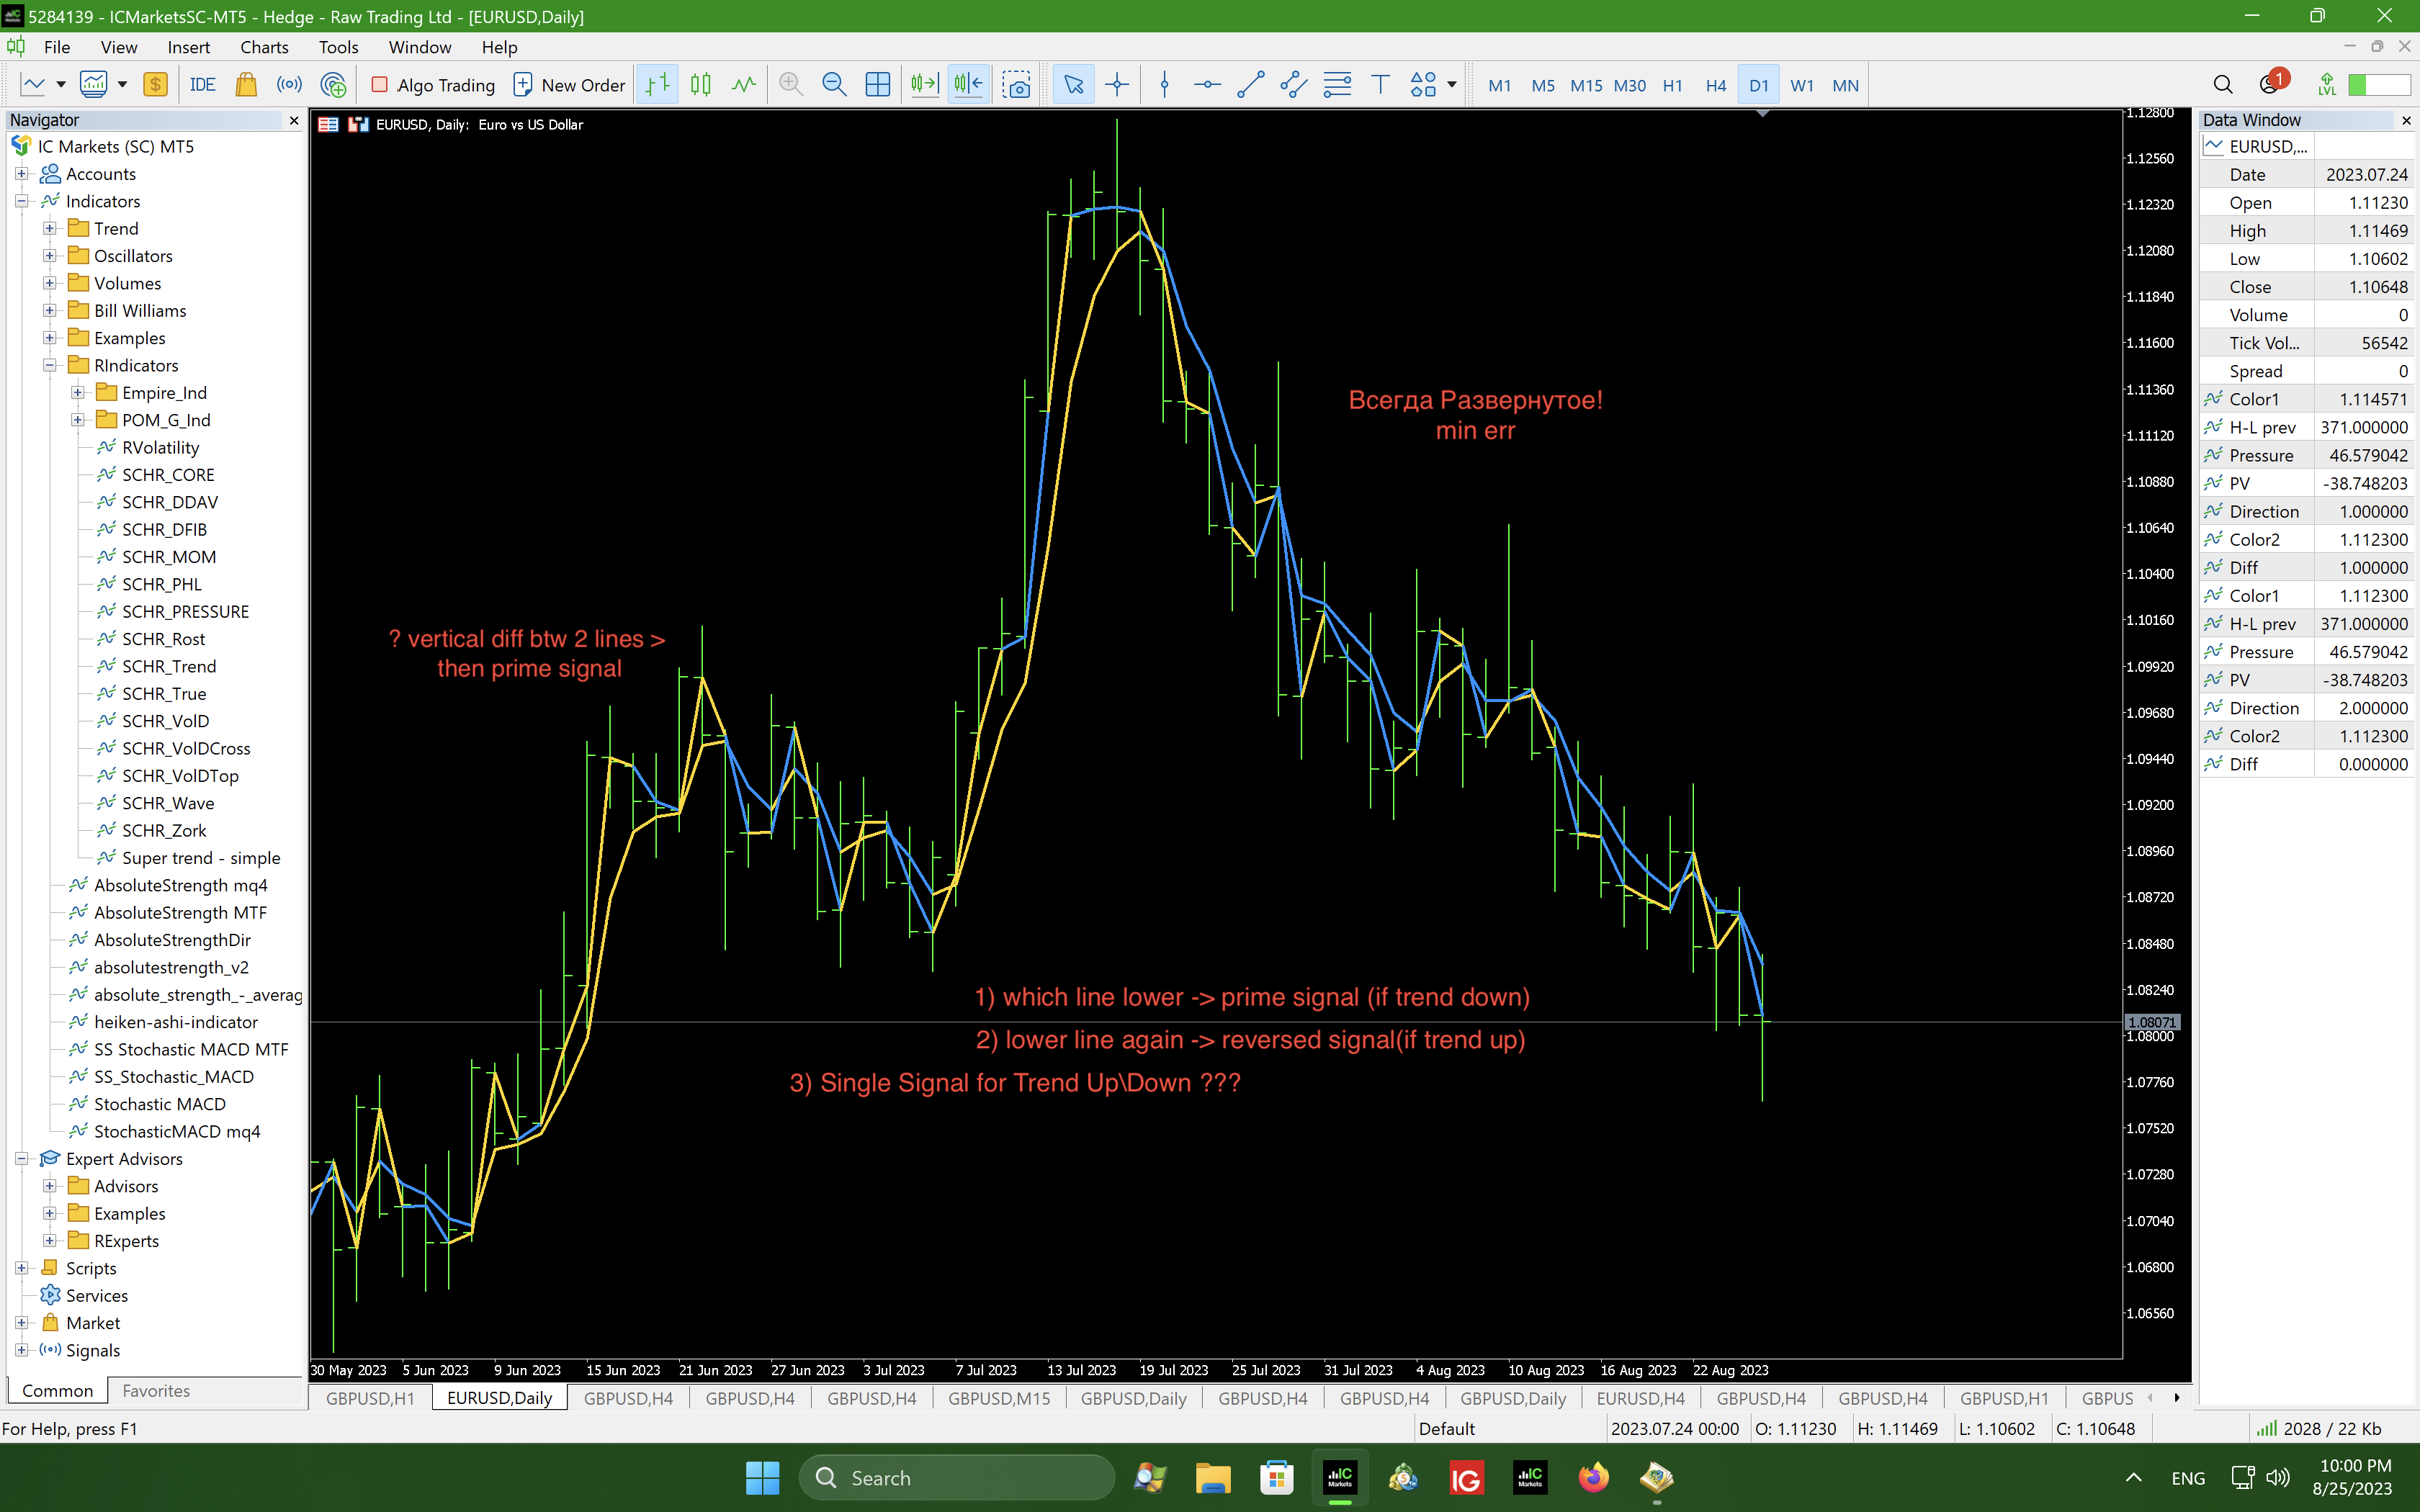 5284139 - ICMarketsSC-MT5 - Hedge - Raw Trading Ltd - [EURUSD,Daily]
File View Insert Charts Tools Window Help
IDE Algo Trading New Order M1 M5 M15 M30 H1 H4 D1 W1 MN 1 LVL
Navigator
IC Markets (SC) MT5
Accounts
Indicators
Trend
Oscillators
Volumes
Bill Williams
Examples
RIndicators
Empire_Ind
POM_G_Ind
RVolatility
SCHR_CORE
SCHR_DDAV
SCHR_DFIB
SCHR_MOM
SCHR_PHL
SCHR_PRESSURE
SCHR_Rost
SCHR_Trend
SCHR_True
SCHR_VolD
SCHR_VolDCross
SCHR_VolDTop
SCHR_Wave
SCHR_Zork
Super trend - simple
AbsoluteStrength mq4
AbsoluteStrength MTF
AbsoluteStrengthDir
absolutestrength_v2
absolute_strength_-_averag
heiken-ashi-indicator
SS Stochastic MACD MTF
SS_Stochastic_MACD
Stochastic MACD
StochasticMACD mq4
Expert Advisors
Advisors
Examples
RExperts
Scripts
Services
Market
Signals
Common Favorites
EURUSD, Daily: Euro vs US Dollar
Всегда Развернутое!
min err
? vertical diff btw 2 lines >
then prime signal
1) which line lower -> prime signal (if trend down)
2) lower line again -> reversed signal(if trend up)
3) Single Signal for Trend Up\Down ???
1.12800
1.12560
1.12320
1.12080
1.11840
1.11600
1.11360
1.11120
1.10880
1.10640
1.10400
1.10160
1.09920
1.09680
1.09440
1.09200
1.08960
1.08720
1.08480
1.08240
1.08071
1.08000
1.07760
1.07520
1.07280
1.07040
1.06800
1.06560
30 May 2023 5 Jun 2023 9 Jun 2023 15 Jun 2023 21 Jun 2023 27 Jun 2023 3 Jul 2023 7 Jul 2023 13 Jul 2023 19 Jul 2023 25 Jul 2023 31 Jul 2023 4 Aug 2023 10 Aug 2023 16 Aug 2023 22 Aug 2023
GBPUSD,H1 EURUSD,Daily GBPUSD,H4 GBPUSD,H4 GBPUSD,H4 GBPUSD,M15 GBPUSD,Daily GBPUSD,H4 GBPUSD,H4 GBPUSD,Daily EURUSD,H4 GBPUSD,H4 GBPUSD,H4 GBPUSD,H1 GBPUS
Data Window
EURUSD,...
Date 2023.07.24
Open 1.11230
High 1.11469
Low 1.10602
Close 1.10648
Volume 0
Tick Vol... 56542
Spread 0
Color1 1.114571
H-L prev 371.000000
Pressure 46.579042
PV -38.748203
Direction 1.000000
Color2 1.112300
Diff 1.000000
Color1 1.112300
H-L prev 371.000000
Pressure 46.579042
PV -38.748203
Direction 2.000000
Color2 1.112300
Diff 0.000000
For Help, press F1 Default 2023.07.24 00:00 O: 1.11230 H: 1.11469 L: 1.10602 C: 1.10648 2028 / 22 Kb
Search IC Markets IG IC Markets ENG 10:00 PM
8/25/2023